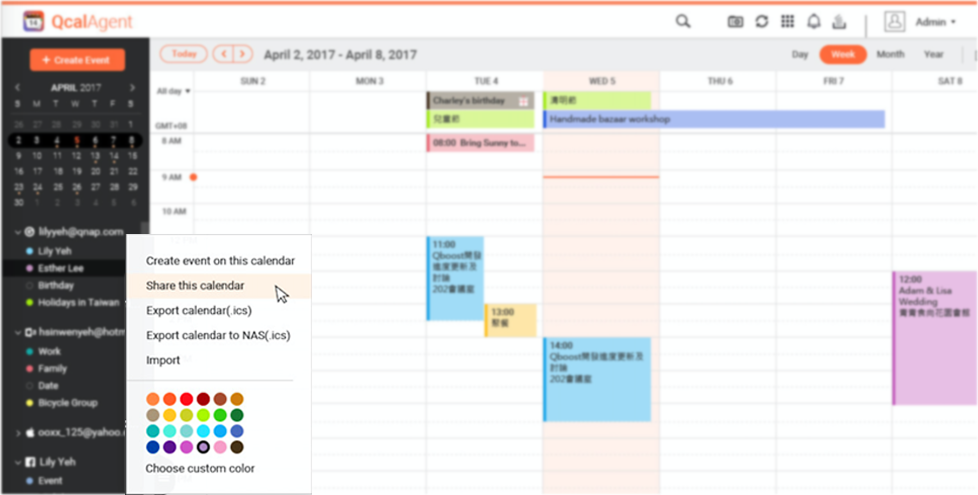 QcalAgent
Admin
+ Create Event
Today
April 2, 2017 - April 8, 2017
Day
Week
Month
Year
APRIL 2017
S M T W T F S
26 27 28 29 30 31 1
2 3 4 5 6 7 8
9 10 11 12 13 14 15
16 17 18 19 20 21 22
23 24 25 26 27 28 29
30 1 2 3 4 5 6
SUN 2
MON 3
TUE 4
WED 5
THU 6
FRI 7
SAT 8
All day
GMT+08
Charley's birthday
兒童節
清明節
Handmade bazaar workshop
8 AM
08:00 Bring Sunny to...
9 AM
10 AM
11:00
Qboost開發
進度更新及
討論
202會議室
13:00
聚餐
14:00
Qboost開發進度更新及
討論
202會議室
12:00
Adam & Lisa
Wedding
lilyyeh@qnap.com
Lily Yeh
Esther Lee
Birthday
Holidays in Taiwan
hsinwenyeh@hotm
Work
Family
Date
Bicycle Group
ooxx_125@yahoo.
Lily Yeh
Event
Create event on this calendar
Share this calendar
Export calendar(.ics)
Export calendar to NAS(.ics)
Import
Choose custom color